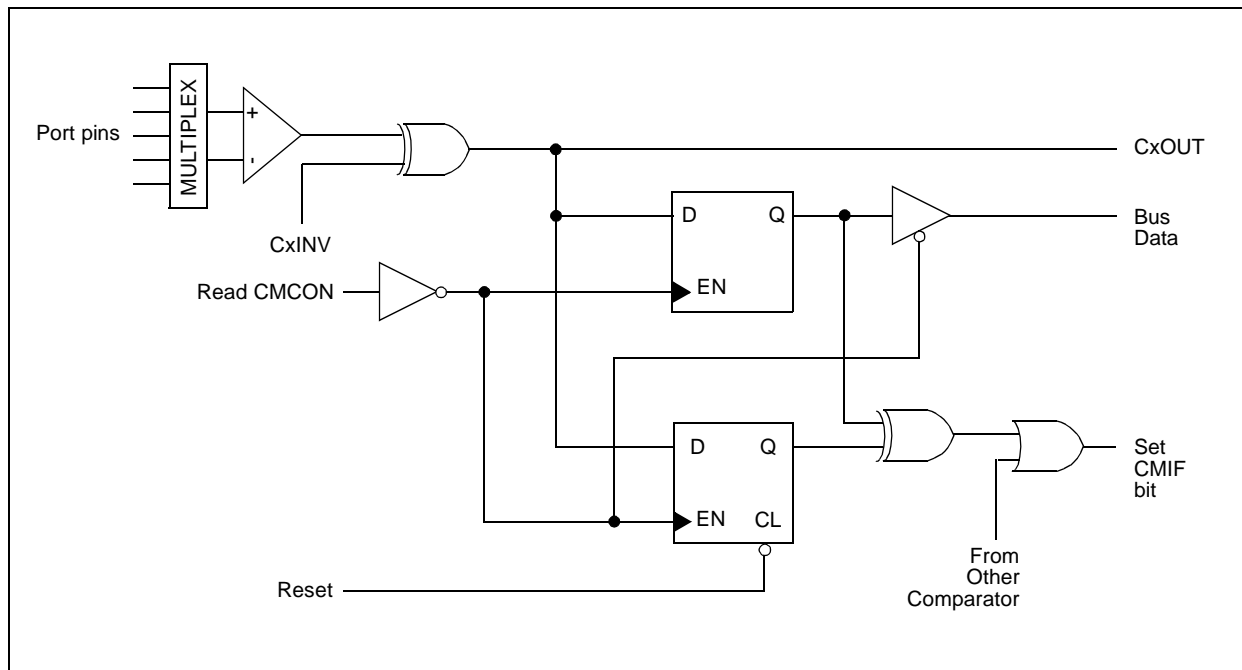 MULTIPLEX
Port pins
+
-
CxINV
CxOUT
D
Q
EN
Bus
Data
Read CMCON
D
Q
EN
CL
Set
CMIF
bit
From
Other
Comparator
Reset